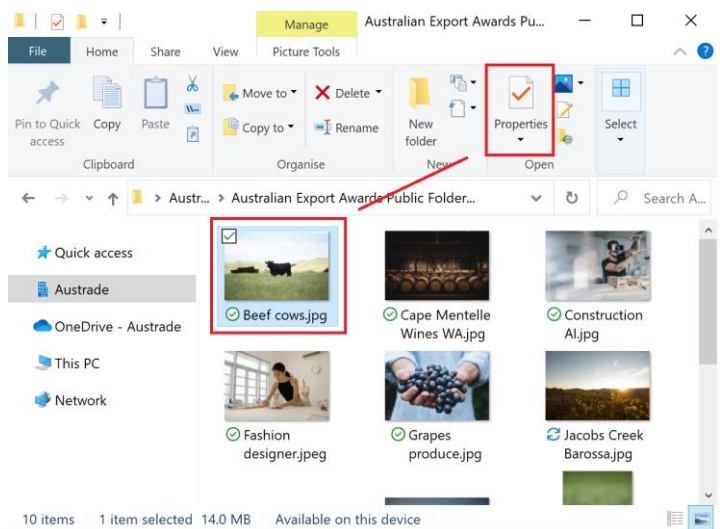 Manage
Australian Export Awards Pu...
File
Home
Share
View
Picture Tools
Pin to Quick access
Copy
Paste
Move to
Copy to
Delete
Rename
New folder
Properties
Select
Clipboard
Organise
New
Open
Austr... > Australian Export Awards Public Folder...
Search A...
Quick access
Austrade
OneDrive - Austrade
This PC
Network
Beef cows.jpg
Cape Mentelle
Wines WA.jpg
Construction
AI.jpg
Fashion
designer.jpeg
Grapes
produce.jpg
Jacobs Creek
Barossa.jpg
10 items
1 item selected 14.0 MB
Available on this device